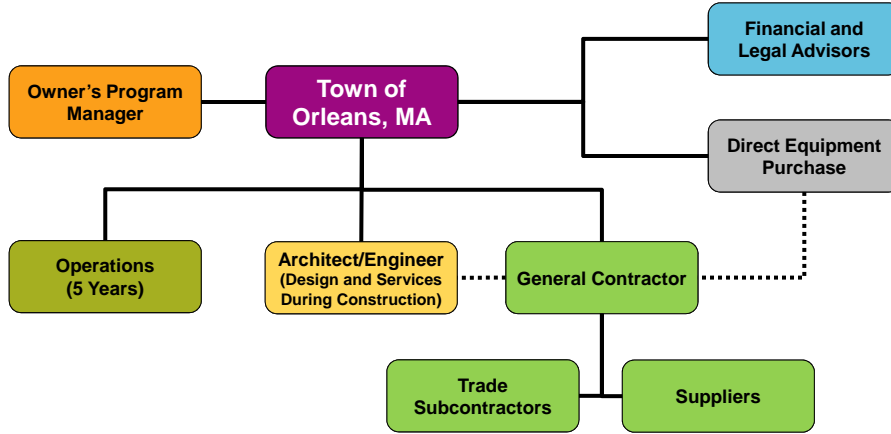 Financial and
Legal Advisors
Owner's Program
Manager
Town of
Orleans, MA
Direct Equipment
Purchase
Operations
(5 Years)
Architect/Engineer
(Design and Services
During Construction)
General Contractor
Trade
Subcontractors
Suppliers